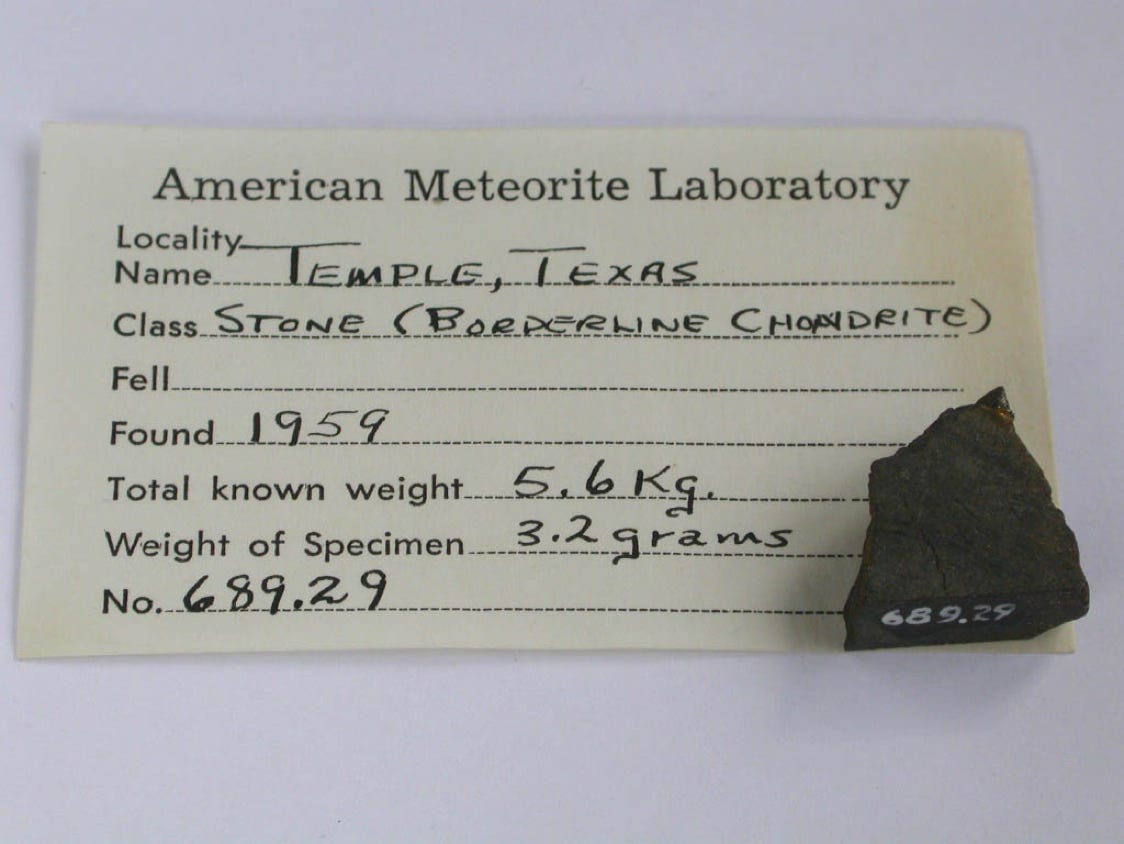 American Meteorite Laboratory
Locality
Name TEMPLE, TEXAS
Class STONE (BORDERLINE CHONDRITE)
Fell
Found 1959
Total known weight 5.6 Kg.
Weight of Specimen 3.2 grams
No. 689.29
689.29